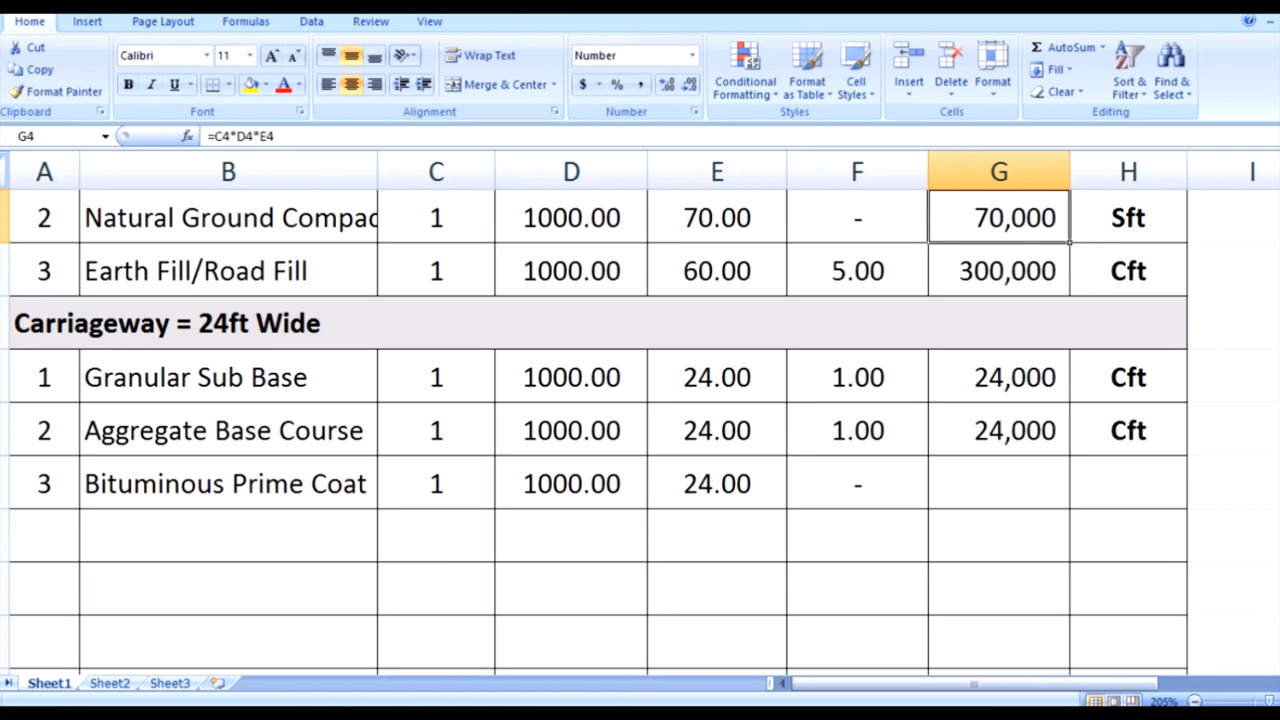 Home Insert Page Layout Formulas Data Review View
Cut Calibri 11 A A Wrap Text Number AutoSum
Copy Fill
Format Painter B I U A Merge & Center $ % , Conditional Formatting Format as Table Cell Styles Insert Delete Format Clear Sort & Filter Find & Select
Clipboard Font Alignment Number Styles Cells Editing
G4 fx =C4*D4*E4
A B C D E F G H I
2 Natural Ground Compac 1 1000.00 70.00 - 70,000 Sft
3 Earth Fill/Road Fill 1 1000.00 60.00 5.00 300,000 Cft
Carriageway = 24ft Wide
1 Granular Sub Base 1 1000.00 24.00 1.00 24,000 Cft
2 Aggregate Base Course 1 1000.00 24.00 1.00 24,000 Cft
3 Bituminous Prime Coat 1 1000.00 24.00 -
Sheet1 Sheet2 Sheet3
205%